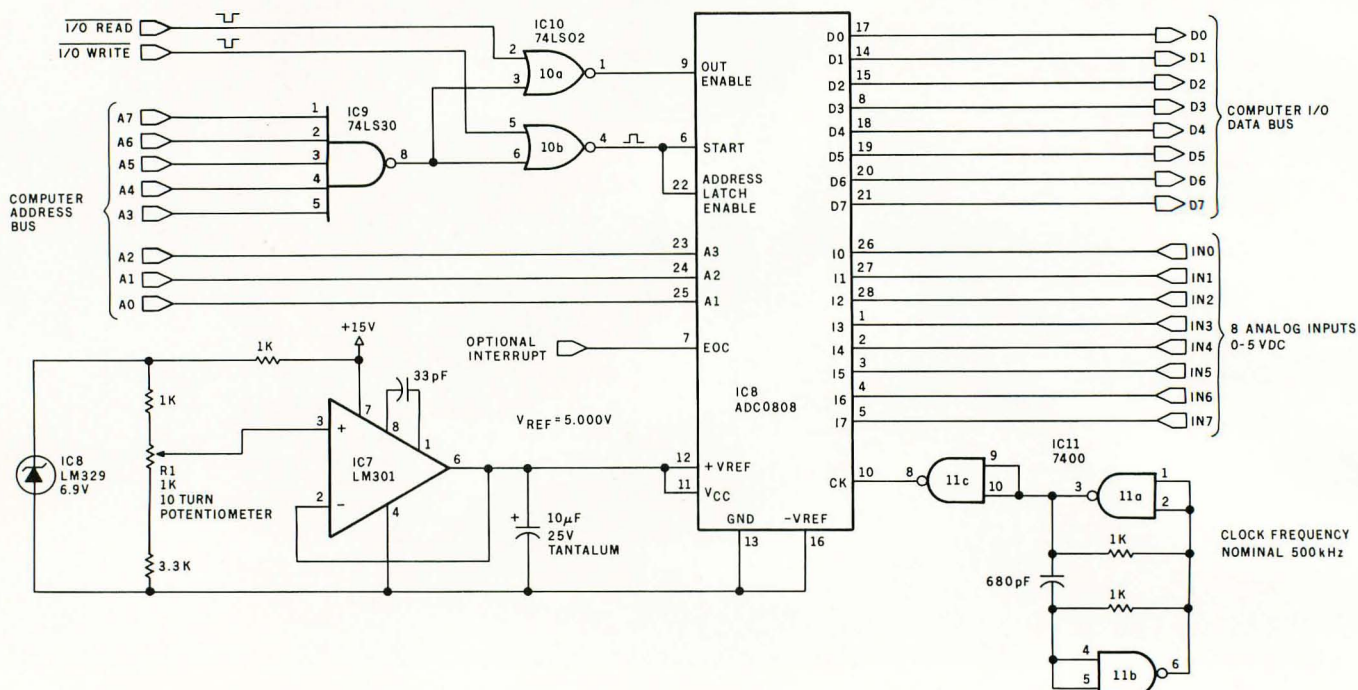 I/O READ
I/O WRITE
IC10
74LS02
2
3
10a
1
5
6
10b
4
IC9
74LS30
A7
A6
A5
A4
A3
1
2
3
4
5
8
COMPUTER
ADDRESS
BUS
A2
A1
A0
23
24
25
9
OUT
ENABLE
6
START
22
ADDRESS
LATCH
ENABLE
A3
A2
A1
OPTIONAL
INTERRUPT
7
EOC
IC8
ADC0808
D0
D1
D2
D3
D4
D5
D6
D7
17
14
15
8
18
19
20
21
D0
D1
D2
D3
D4
D5
D6
D7
COMPUTER I/O
DATA BUS
I0
I1
I2
I3
I4
I5
I6
I7
26
27
28
1
2
3
4
5
IN0
IN1
IN2
IN3
IN4
IN5
IN6
IN7
8 ANALOG INPUTS
0-5 VDC
+15V
1K
1K
33pF
7
8
1
3
+
2
-
4
6
IC7
LM301
VREF = 5.000V
IC8
LM329
6.9V
R1
1K
10 TURN
POTENTIOMETER
3.3K
+
10µF
25V
TANTALUM
12
+VREF
11
VCC
GND
13
-VREF
16
CK
10
8
11c
9
10
IC11
7400
3
11a
1
2
1K
680pF
1K
4
5
11b
6
CLOCK FREQUENCY
NOMINAL 500kHz